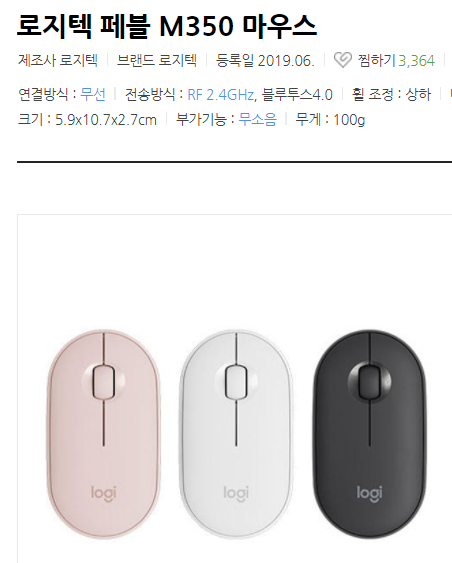 로지텍 페블 M350 마우스
제조사 로지텍 브랜드 로지텍 등록일 2019.06. 찜하기 3,364
연결방식 : 무선 전송방식 : RF 2.4GHz, 블루투스4.0 휠 조정 : 상하
크기 : 5.9x10.7x2.7cm 부가기능 : 무소음 무게 : 100g
logi logi logi